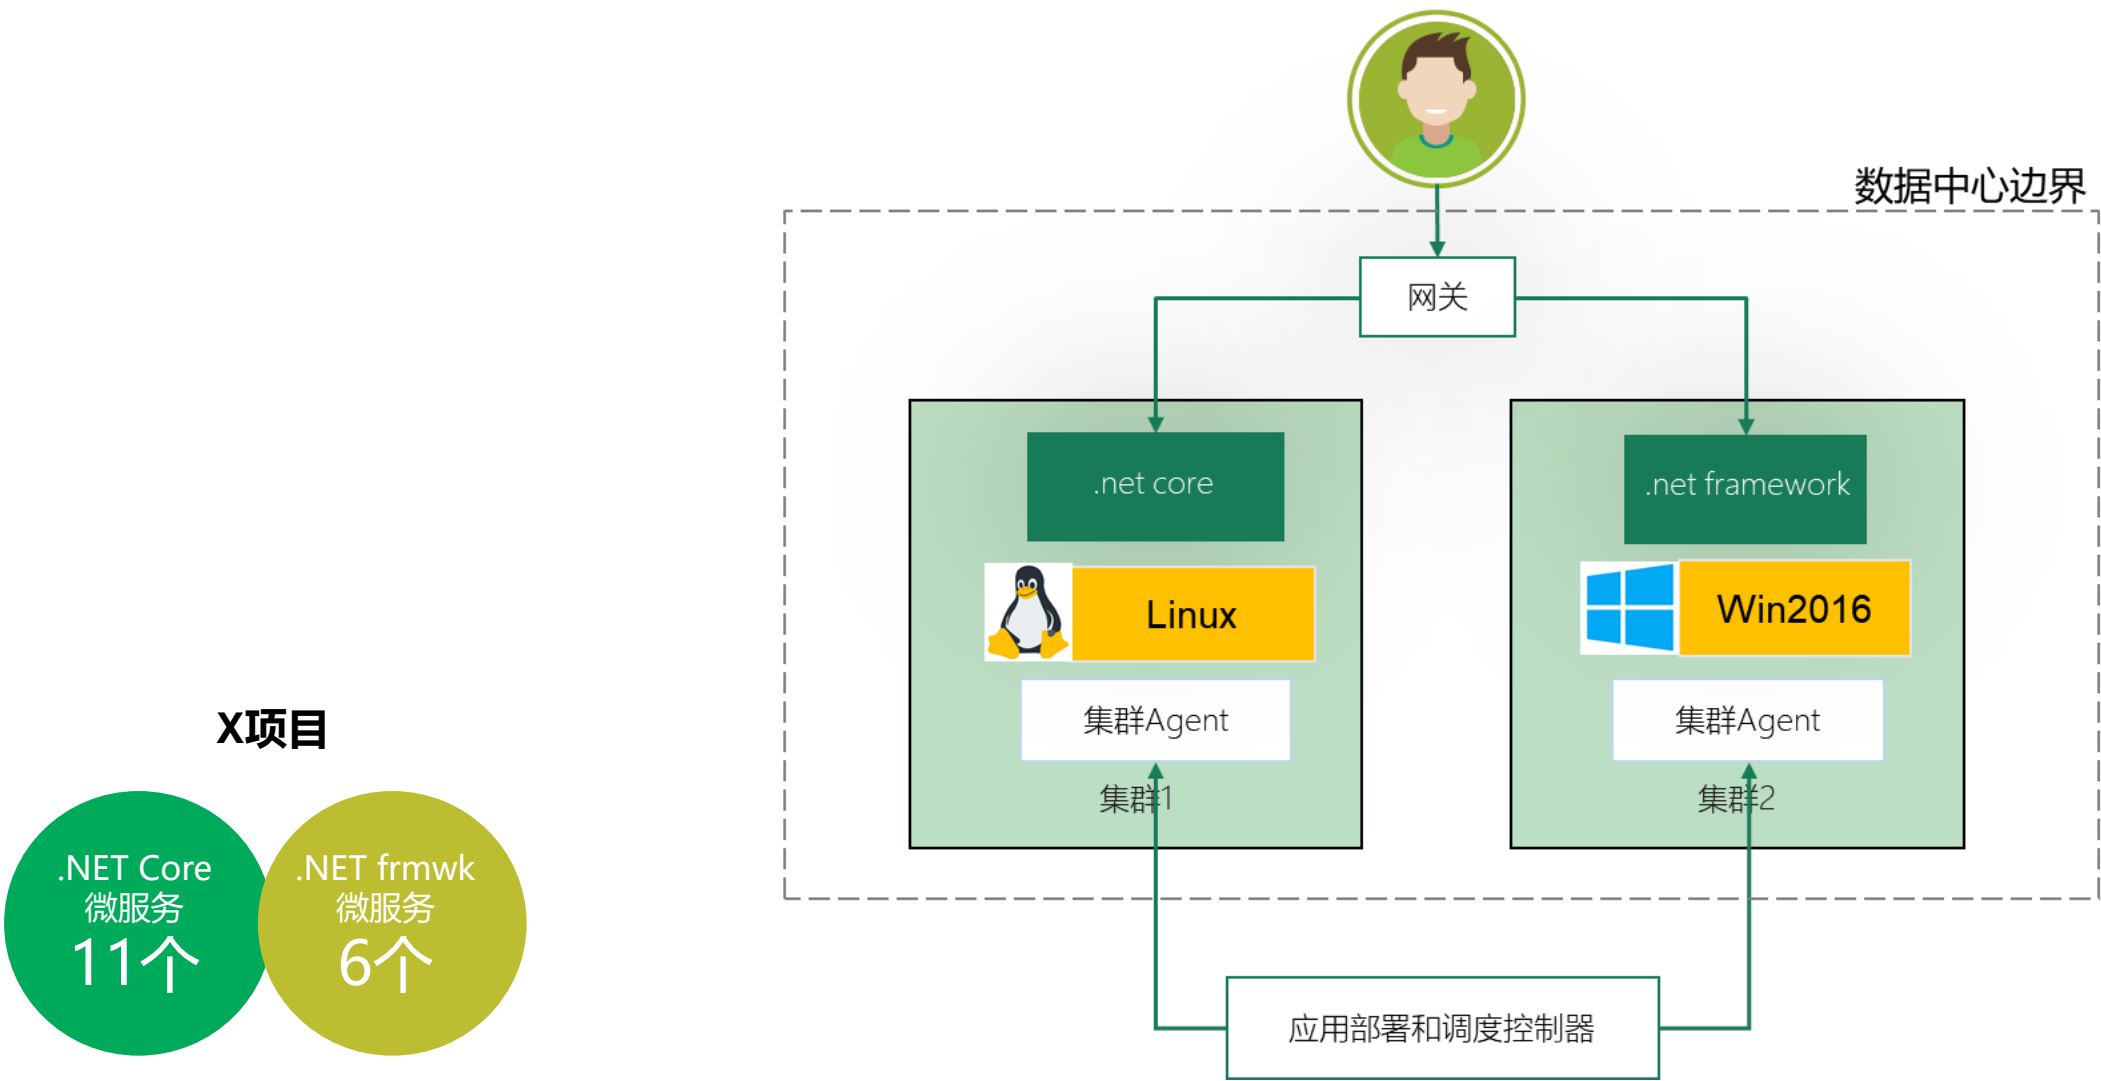 数据中心边界
网关
.net core
.net framework
Linux
Win2016
集群Agent
集群Agent
集群1
集群2
应用部署和调度控制器
X项目
.NET Core
微服务
11个
.NET frmwk
微服务
6个